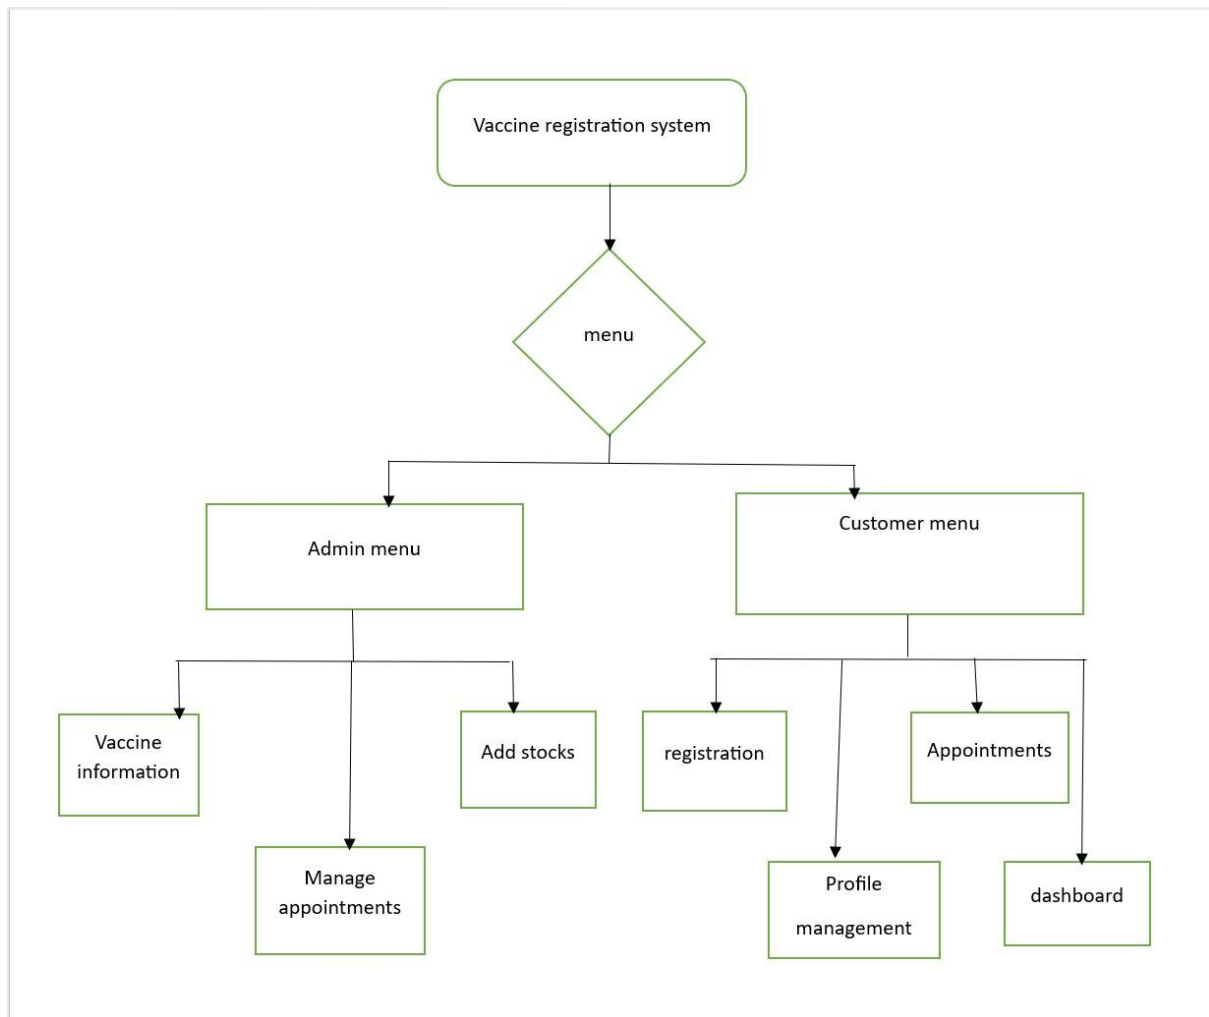 Vaccine registration system
menu
Admin menu
Customer menu
Vaccine
information
Add stocks
registration
Appointments
Manage
appointments
Profile
management
dashboard